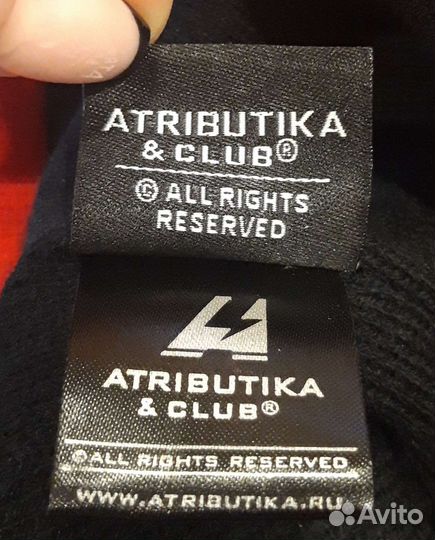 ATRIBUTIKA
& CLUB®
© ALL RIGHTS
RESERVED
ATRIBUTIKA
& CLUB®
©ALL RIGHTS RESERVED
WWW.ATRIBUTIKA.RU
Avito